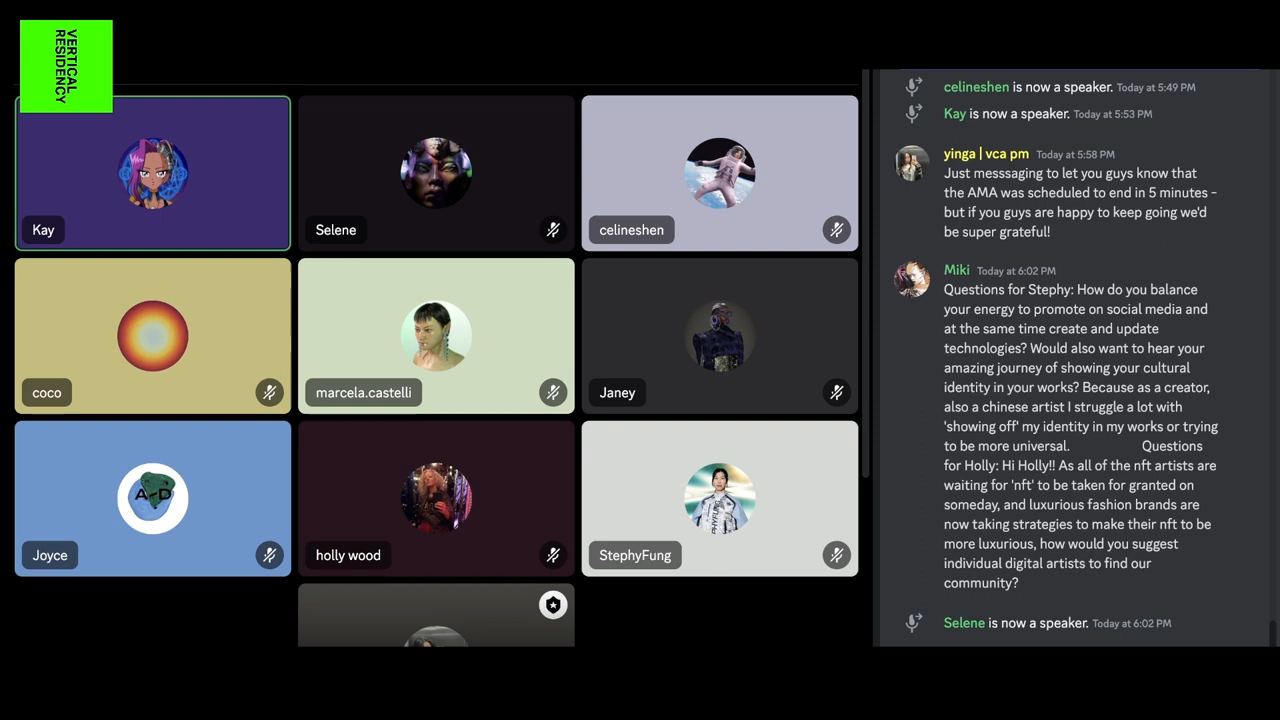 VERTICAL
RESIDENCY
Kay
Selene
celineshen
coco
marcela.castelli
Janey
A-D
Joyce
holly wood
StephyFung
celineshen is now a speaker. Today at 5:49 PM
Kay is now a speaker. Today at 5:53 PM
yinga | vca pm Today at 5:58 PM
Just messsaging to let you guys know that
the AMA was scheduled to end in 5 minutes -
but if you guys are happy to keep going we'd
be super grateful!
Miki Today at 6:02 PM
Questions for Stephy: How do you balance
your energy to promote on social media and
at the same time create and update
technologies? Would also want to hear your
amazing journey of showing your cultural
identity in your works? Because as a creator,
also a chinese artist I struggle a lot with
'showing off' my identity in my works or trying
to be more universal. Questions
for Holly: Hi Holly!! As all of the nft artists are
waiting for 'nft' to be taken for granted on
someday, and luxurious fashion brands are
now taking strategies to make their nft to be
more luxurious, how would you suggest
individual digital artists to find our
community?
Selene is now a speaker. Today at 6:02 PM